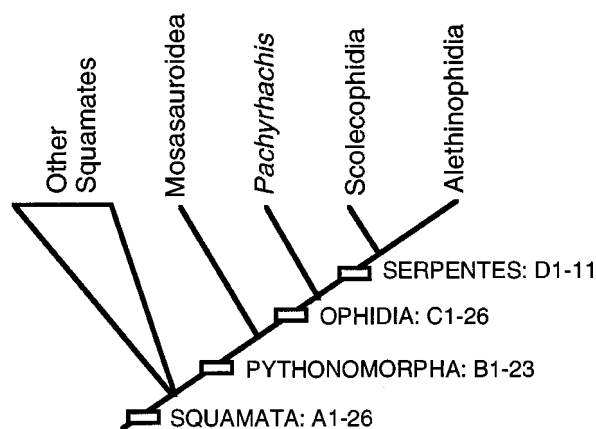 Other
Squamates
Mosasauroidea
Pachyrhachis
Scolecophidia
Alethinophidia
SERPENTES: D1-11
OPHIDIA: C1-26
PYTHONOMORPHA: B1-23
SQUAMATA: A1-26